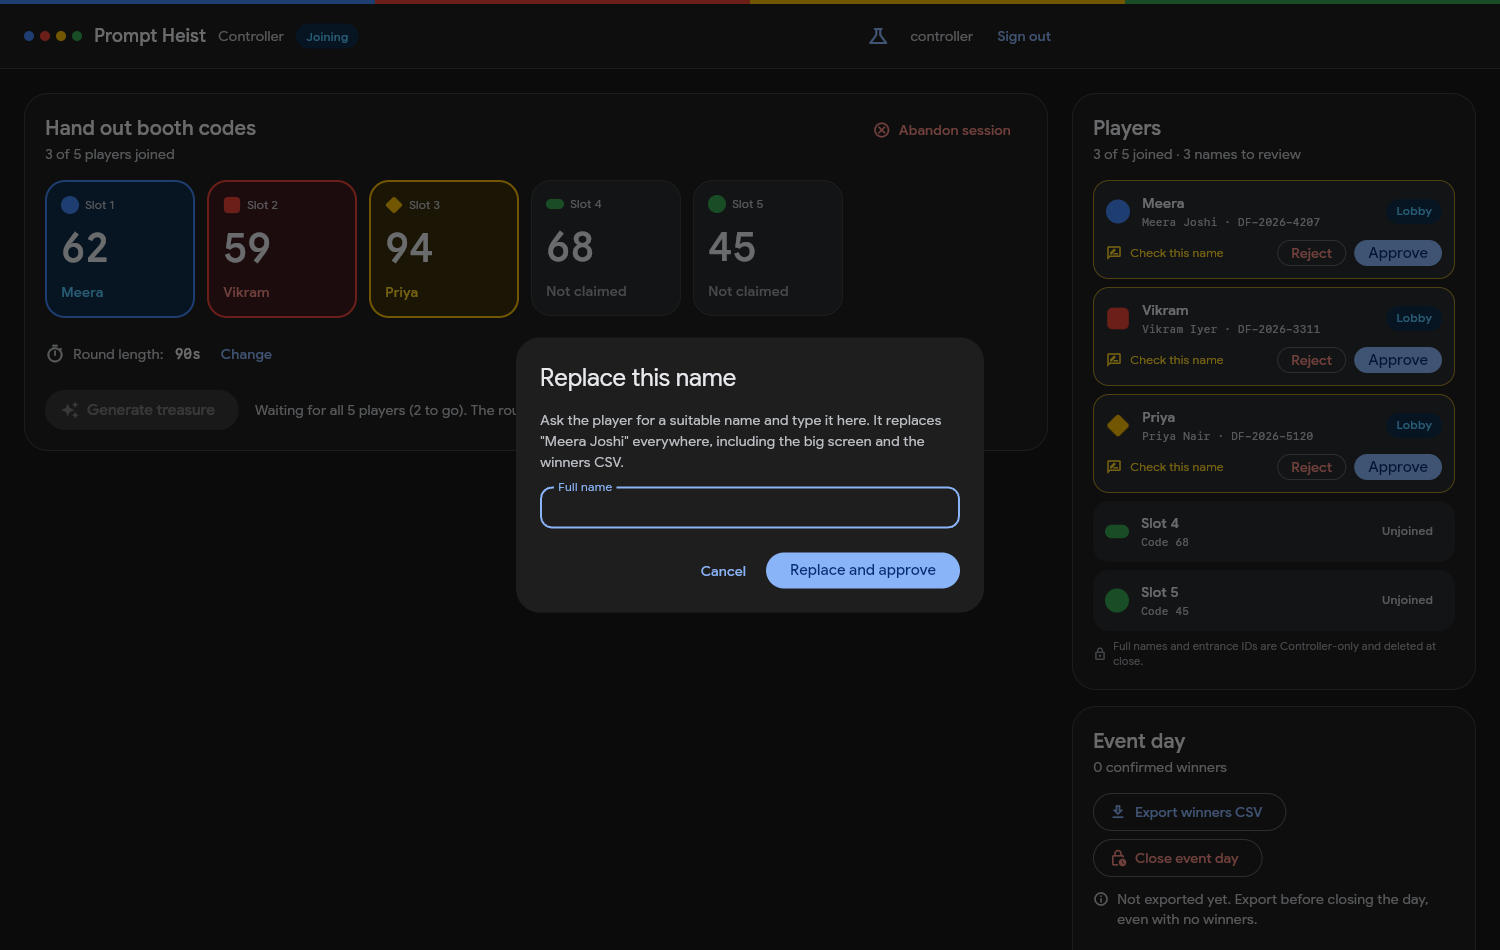 Prompt Heist Controller Joining
controller Sign out
Hand out booth codes
3 of 5 players joined
Abandon session
Slot 1
62
Meera
Slot 2
59
Vikram
Slot 3
94
Priya
Slot 4
68
Not claimed
Slot 5
45
Not claimed
Round length: 90s Change
Generate treasure
Waiting for all 5 players (2 to go). The rou
Replace this name
Ask the player for a suitable name and type it here. It replaces
"Meera Joshi" everywhere, including the big screen and the
winners CSV.
Full name
Cancel Replace and approve
Players
3 of 5 joined · 3 names to review
Meera
Meera Joshi · DF-2026-4207
Lobby
Check this name Reject Approve
Vikram
Vikram Iyer · DF-2026-3311
Lobby
Check this name Reject Approve
Priya
Priya Nair · DF-2026-5120
Lobby
Check this name Reject Approve
Slot 4
Code 68
Unjoined
Slot 5
Code 45
Unjoined
Full names and entrance IDs are Controller-only and deleted at
close.
Event day
0 confirmed winners
Export winners CSV
Close event day
Not exported yet. Export before closing the day,
even with no winners.